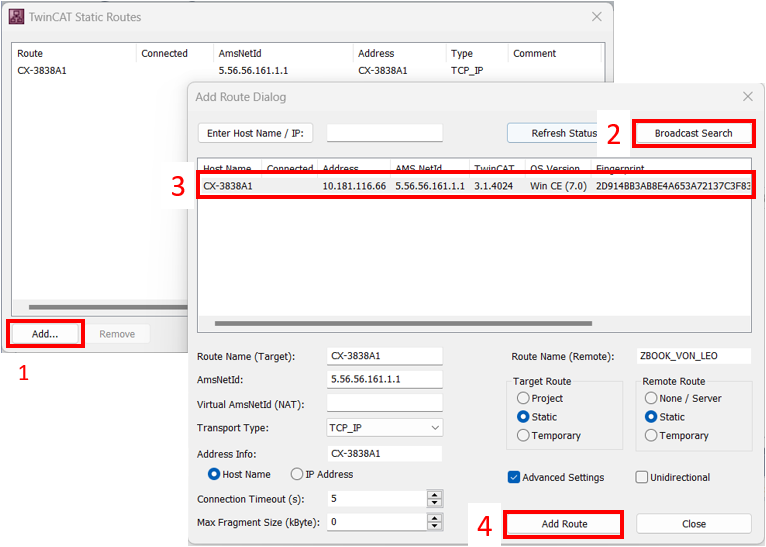 TwinCAT Static Routes
Route Connected AmsNetId Address Type Comment
CX-3838A1 5.56.56.161.1.1 CX-3838A1 TCP_IP
Add Route Dialog
Enter Host Name / IP: Refresh Status 2 Broadcast Search
Host Name Connected Address AMS NetId TwinCAT OS Version Fingerprint
3 CX-3838A1 10.181.116.66 5.56.56.161.1.1 3.1.4024 Win CE (7.0) 2D914BB3AB8E4A653A72137C3F83
Add... Remove
1
Route Name (Target): CX-3838A1 Route Name (Remote): ZBOOK_VON_LEO
AmsNetId: 5.56.56.161.1.1 Target Route Remote Route
Virtual AmsNetId (NAT): Project None / Server
Transport Type: TCP_IP Static Static
Temporary Temporary
Address Info: CX-3838A1
Host Name IP Address Advanced Settings Unidirectional
Connection Timeout (s): 5
Max Fragment Size (kByte): 0 4 Add Route Close